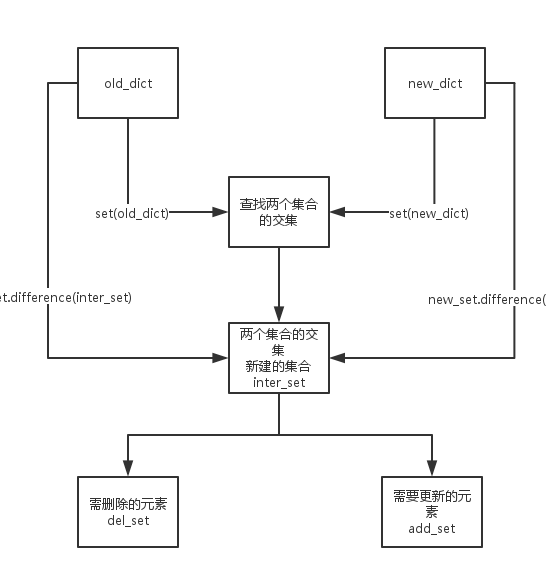 old_dict
new_dict
查找两个集合
的交集
set(old_dict)
set(new_dict)
et.difference(inter_set)
new_set.difference(
两个集合的交
集
新建的集合
inter_set
需删除的元素
del_set
需要更新的元
素
add_set